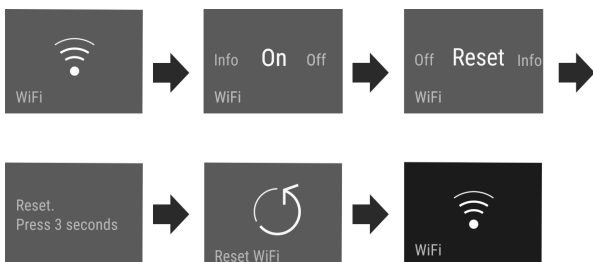 WiFi
Info On Off
WiFi
Off Reset Info
WiFi
Reset.
Press 3 seconds
Reset WiFi
WiFi